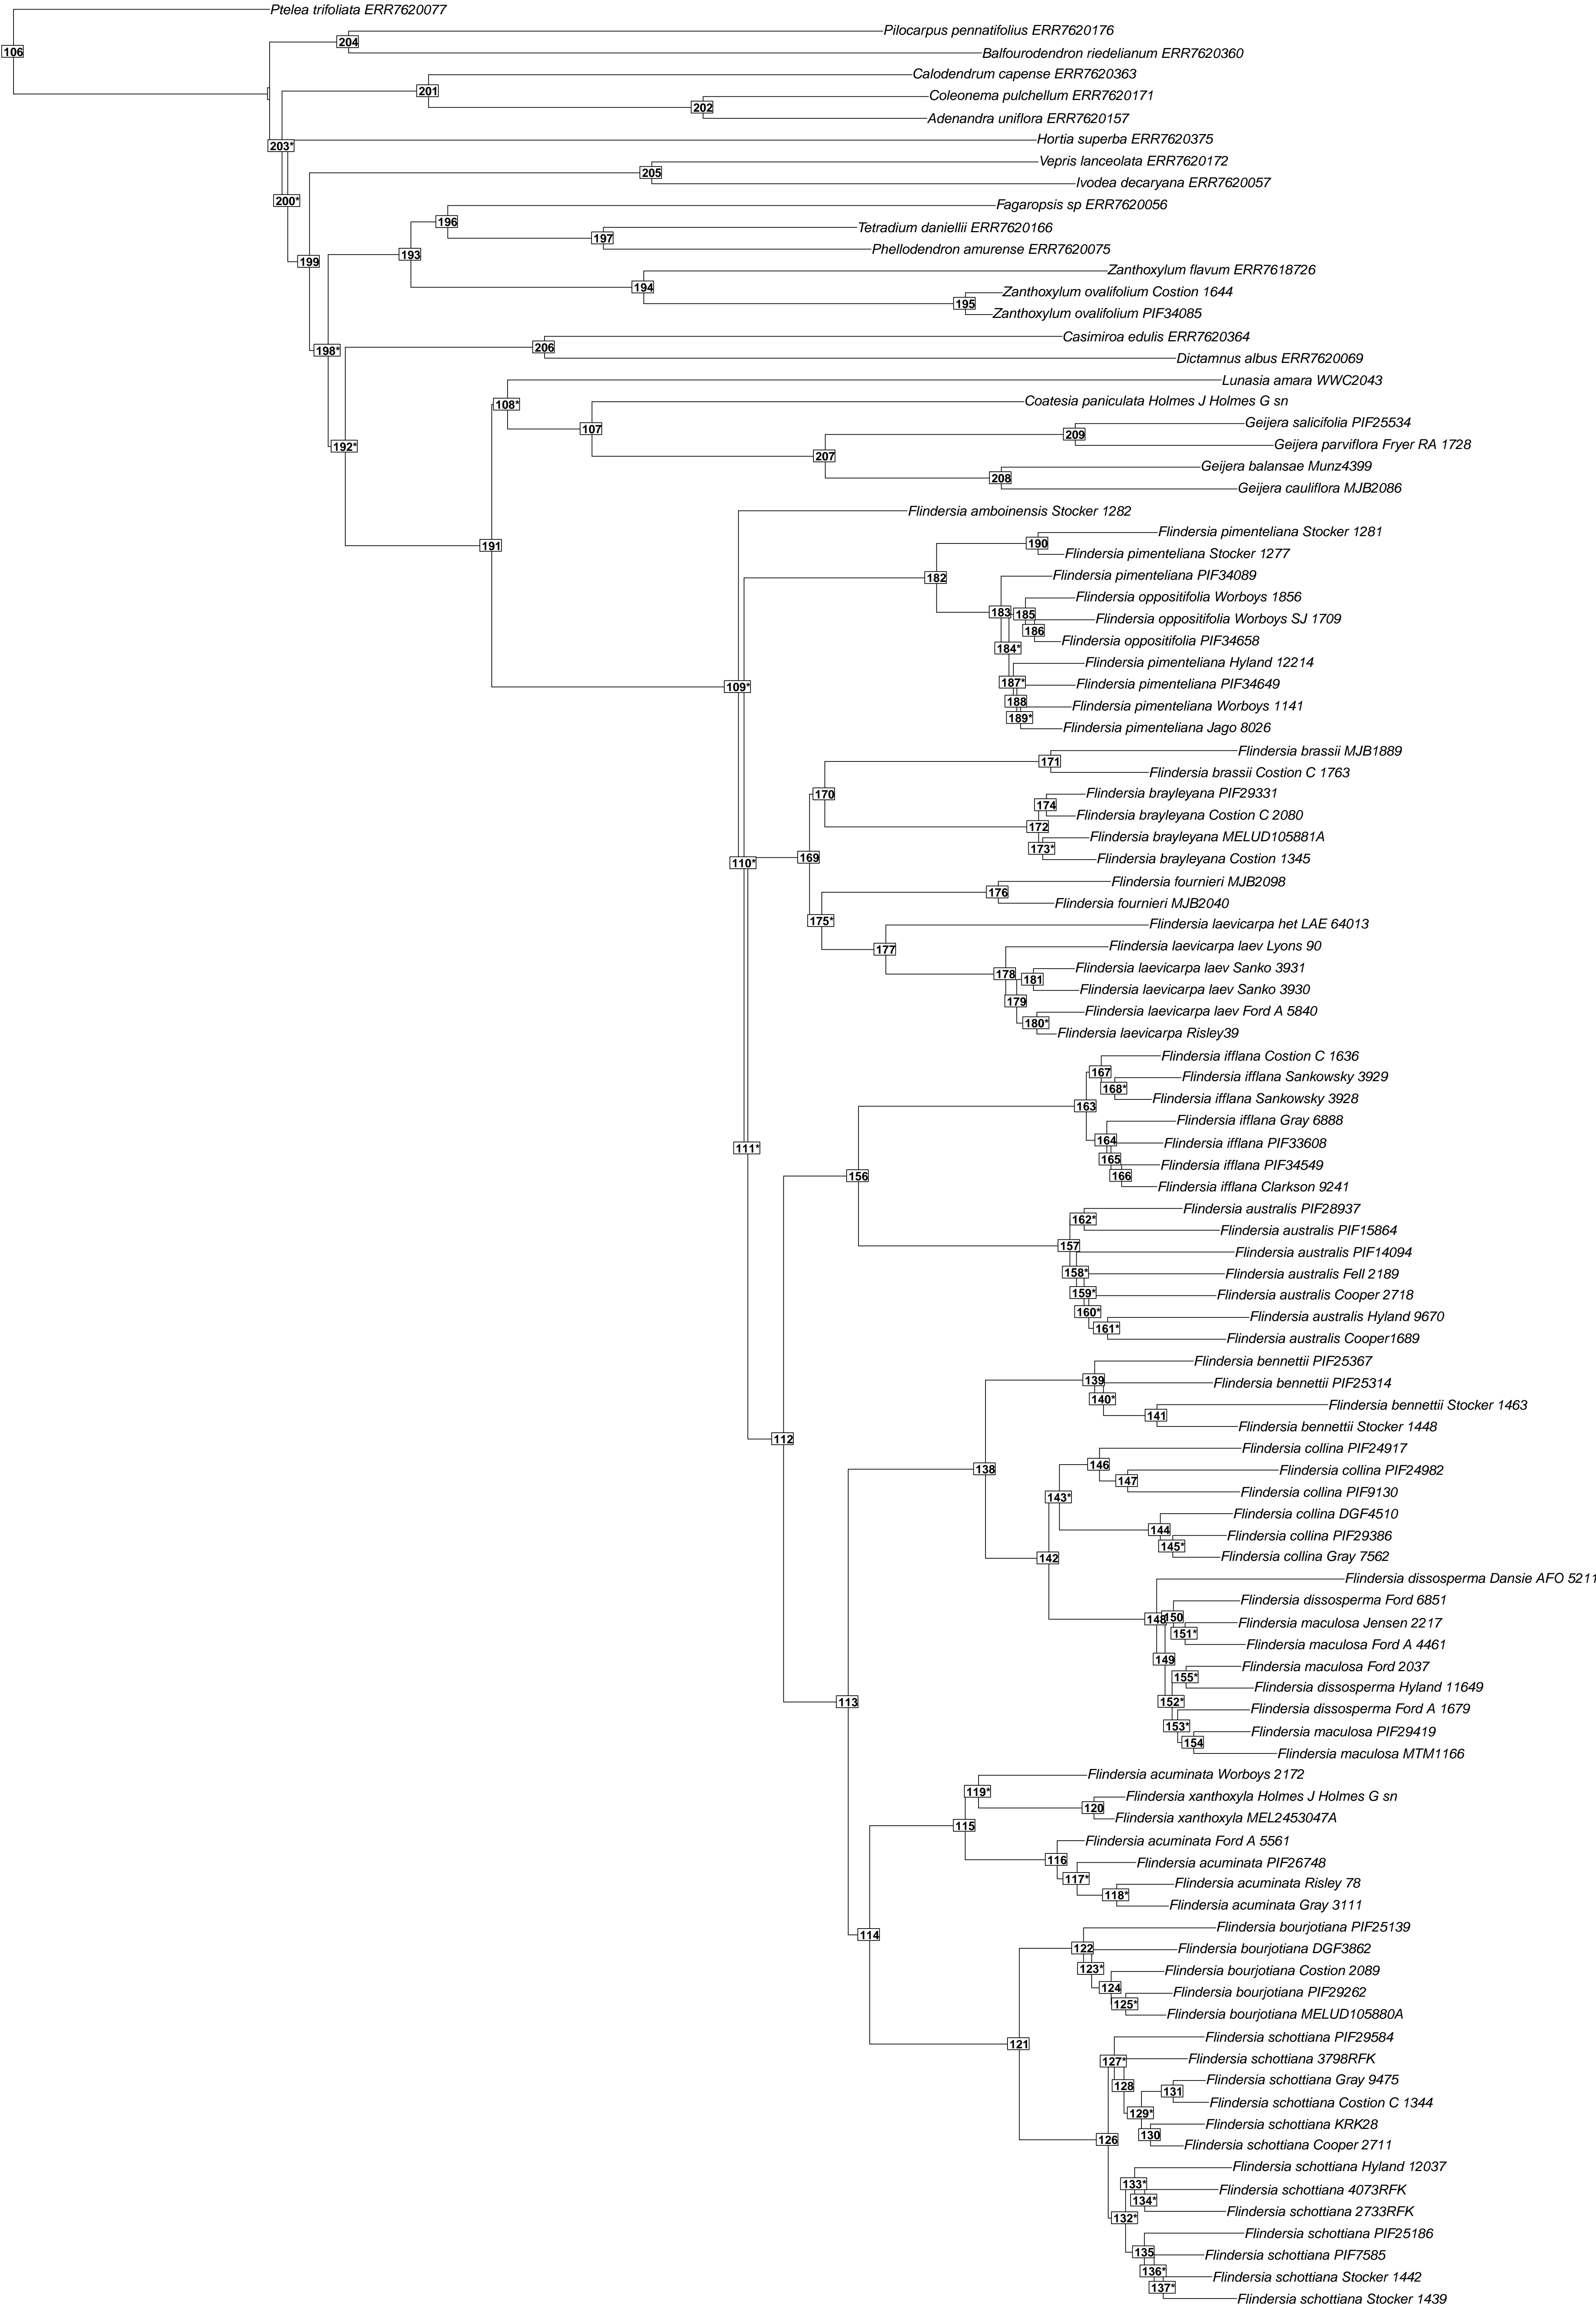 Ptelea trifoliata ERR7620077
Pilocarpus pennatifolius ERR7620176
204
106
Balfourodendron riedelianum ERR7620360
Calodendrum capense ERR7620363
201
Coleonema pulchellum ERR7620171
202
Adenandra uniflora ERR7620157
Hortia superba ERR7620375
203*
Vepris lanceolata ERR7620172
205
Ivodea decaryana ERR7620057
200*
Fagaropsis sp ERR7620056
196
Tetradium daniellii ERR7620166
197
Phellodendron amurense ERR7620075
193
199
Zanthoxylum flavum ERR7618726
194
Zanthoxylum ovalifolium Costion 1644
195
Zanthoxylum ovalifolium PIF34085
Casimiroa edulis ERR7620364
206
198*
Dictamnus albus ERR7620069
Lunasia amara WWC2043
108*
Coatesia paniculata Holmes J Holmes G sn
107
Geijera salicifolia PIF25534
209
Geijera parviflora Fryer RA 1728
192*
207
Geijera balansae Munz4399
208
Geijera cauliflora MJB2086
Flindersia amboinensis Stocker 1282
Flindersia pimenteliana Stocker 1281
190
191
Flindersia pimenteliana Stocker 1277
Flindersia pimenteliana PIF34089
182
Flindersia oppositifolia Worboys 1856
183
185
Flindersia oppositifolia Worboys SJ 1709
186
Flindersia oppositifolia PIF34658
184*
Flindersia pimenteliana Hyland 12214
187*
Flindersia pimenteliana PIF34649
109*
188
Flindersia pimenteliana Worboys 1141
189*
Flindersia pimenteliana Jago 8026
Flindersia brassii MJB1889
171
Flindersia brassii Costion C 1763
170
Flindersia brayleyana PIF29331
174
Flindersia brayleyana Costion C 2080
172
Flindersia brayleyana MELUD105881A
173*
Flindersia brayleyana Costion 1345
169
110*
Flindersia fournieri MJB2098
176
Flindersia fournieri MJB2040
175*
Flindersia laevicarpa het LAE 64013
177
Flindersia laevicarpa laev Lyons 90
178
Flindersia laevicarpa laev Sanko 3931
181
Flindersia laevicarpa laev Sanko 3930
179
Flindersia laevicarpa laev Ford A 5840
180*
Flindersia laevicarpa Risley39
Flindersia ifflana Costion C 1636
167
Flindersia ifflana Sankowsky 3929
168*
Flindersia ifflana Sankowsky 3928
163
Flindersia ifflana Gray 6888
164
Flindersia ifflana PIF33608
111*
165
Flindersia ifflana PIF34549
166
156
Flindersia ifflana Clarkson 9241
Flindersia australis PIF28937
162*
Flindersia australis PIF15864
157
Flindersia australis PIF14094
158*
Flindersia australis Fell 2189
159*
Flindersia australis Cooper 2718
160*
Flindersia australis Hyland 9670
161*
Flindersia australis Cooper1689
Flindersia bennettii PIF25367
139
Flindersia bennettii PIF25314
140*
Flindersia bennettii Stocker 1463
141
Flindersia bennettii Stocker 1448
112
Flindersia collina PIF24917
146
138
Flindersia collina PIF24982
147
Flindersia collina PIF9130
143*
Flindersia collina DGF4510
144
Flindersia collina PIF29386
145*
Flindersia collina Gray 7562
142
Flindersia dissosperma Dansie AFO 5211
Flindersia dissosperma Ford 6851
148
150
Flindersia maculosa Jensen 2217
151*
Flindersia maculosa Ford A 4461
149
Flindersia maculosa Ford 2037
155*
Flindersia dissosperma Hyland 11649
113
152*
Flindersia dissosperma Ford A 1679
153*
Flindersia maculosa PIF29419
154
Flindersia maculosa MTM1166
Flindersia acuminata Worboys 2172
119*
Flindersia xanthoxyla Holmes J Holmes G sn
120
Flindersia xanthoxyla MEL2453047A
115
Flindersia acuminata Ford A 5561
116
Flindersia acuminata PIF26748
117*
Flindersia acuminata Risley 78
118*
Flindersia acuminata Gray 3111
114
Flindersia bourjotiana PIF25139
122
Flindersia bourjotiana DGF3862
123*
Flindersia bourjotiana Costion 2089
124
Flindersia bourjotiana PIF29262
125*
Flindersia bourjotiana MELUD105880A
121
Flindersia schottiana PIF29584
127*
Flindersia schottiana 3798RFK
128
Flindersia schottiana Gray 9475
131
Flindersia schottiana Costion C 1344
129*
Flindersia schottiana KRK28
130
126
Flindersia schottiana Cooper 2711
Flindersia schottiana Hyland 12037
133*
Flindersia schottiana 4073RFK
134*
Flindersia schottiana 2733RFK
132*
Flindersia schottiana PIF25186
135
Flindersia schottiana PIF7585
136*
Flindersia schottiana Stocker 1442
137*
Flindersia schottiana Stocker 1439